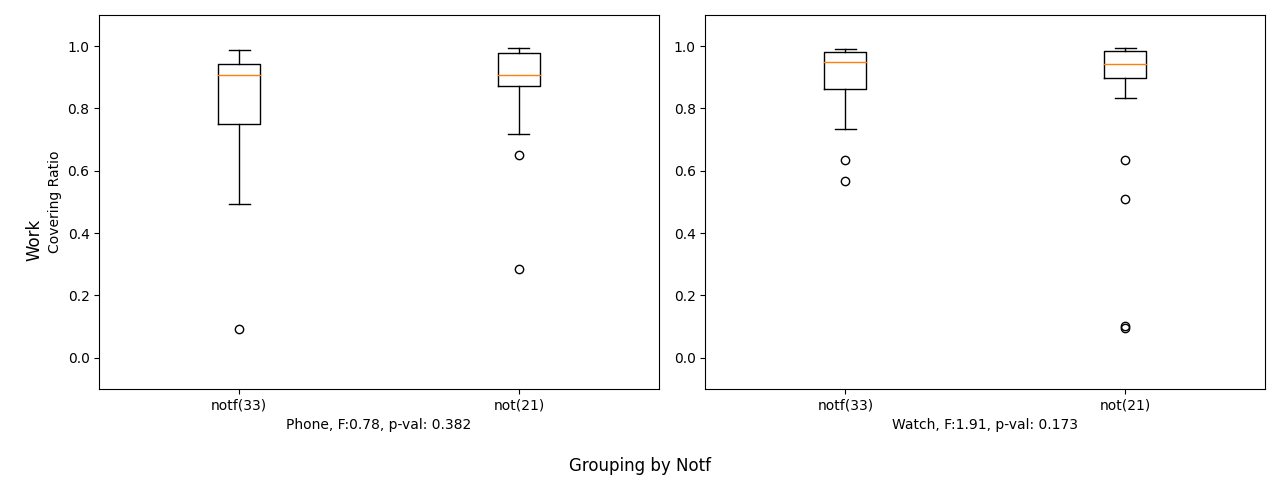 1.0
0.8
0.6
0.4
0.2
0.0
Work
Covering Ratio
notf(33)
not(21)
Phone, F:0.78, p-val: 0.382
1.0
0.8
0.6
0.4
0.2
0.0
notf(33)
not(21)
Watch, F:1.91, p-val: 0.173
Grouping by Notf